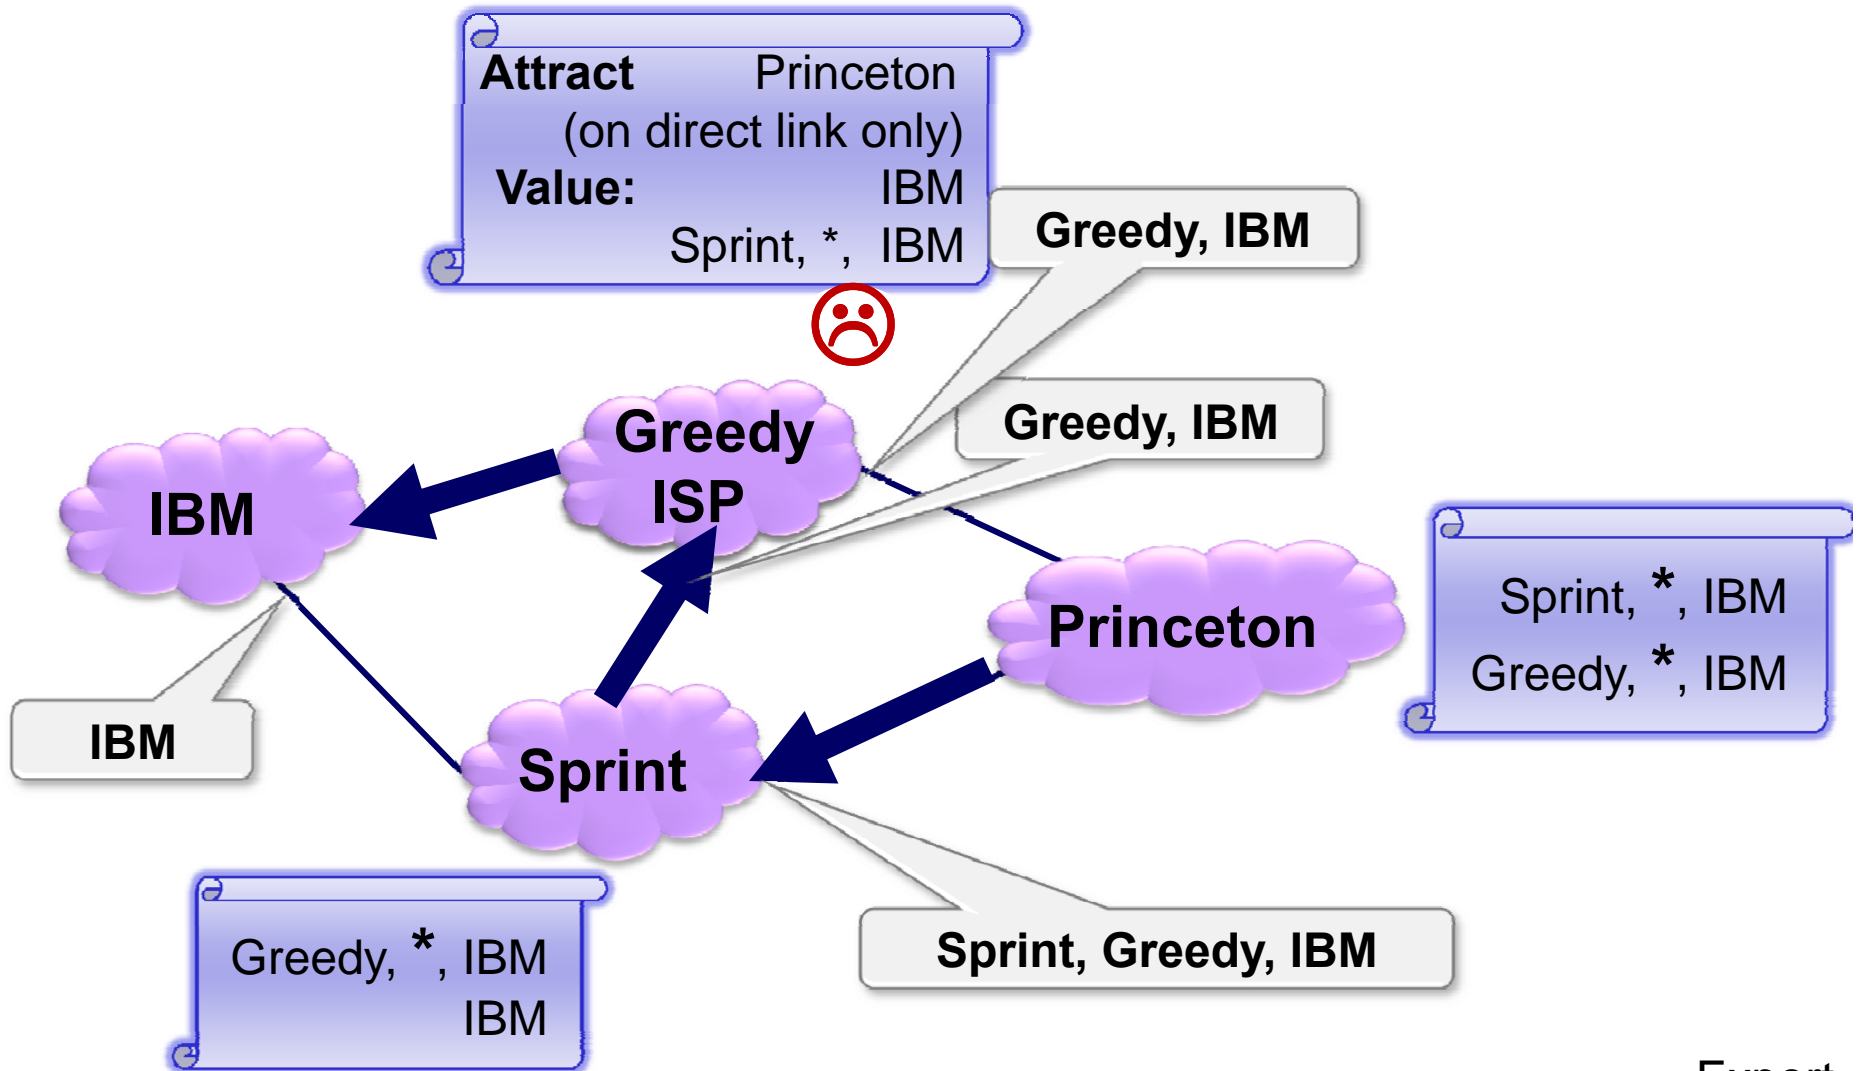 Attract Princeton
(on direct link only)
Value: IBM
Sprint, *, IBM
Greedy, IBM
Greedy, IBM
Greedy
ISP
IBM
Princeton
Sprint, *, IBM
Greedy, *, IBM
IBM
Sprint
Sprint, Greedy, IBM
Greedy, *, IBM
IBM